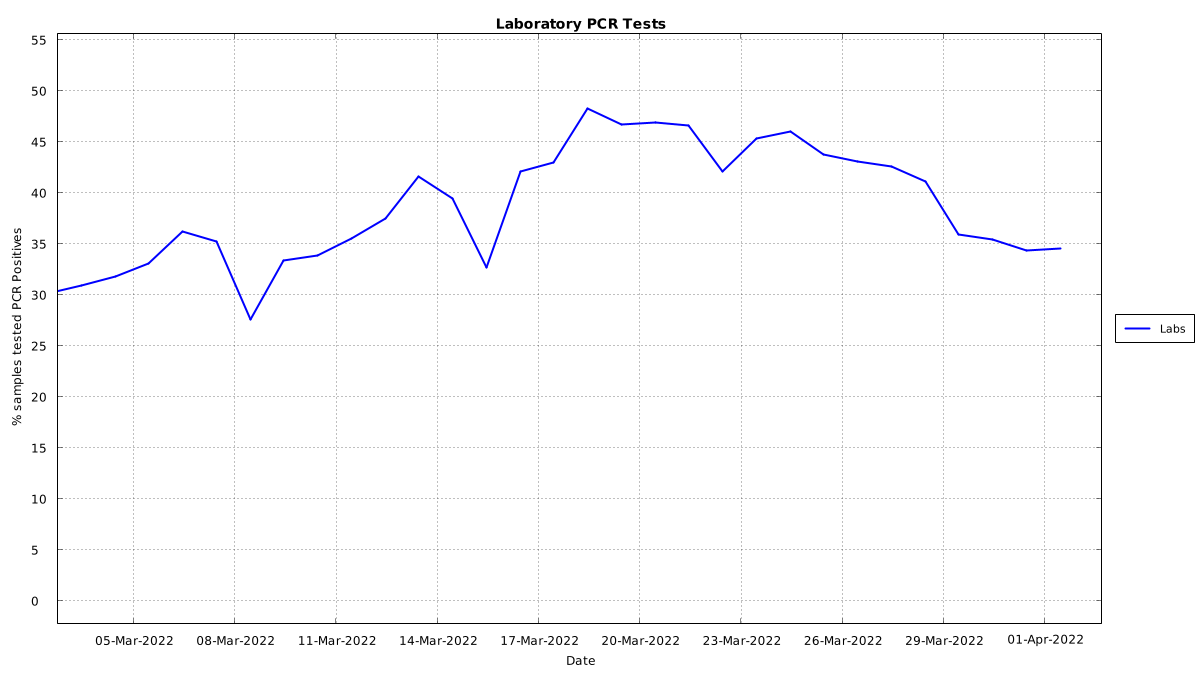 Laboratory PCR Tests
55
50
45
40
35
30
25
20
15
10
5
0
% samples tested PCR Positives
05-Mar-2022 08-Mar-2022 11-Mar-2022 14-Mar-2022 17-Mar-2022 20-Mar-2022 23-Mar-2022 26-Mar-2022 29-Mar-2022 01-Apr-2022
Date
Labs